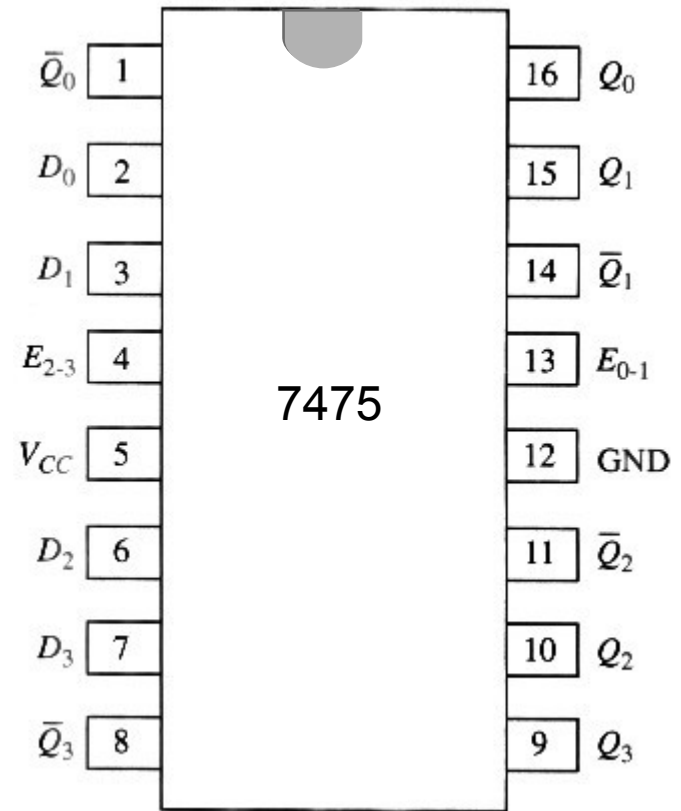 Q̅₀ 1 16 Q₀
D₀ 2 15 Q₁
D₁ 3 14 Q̅₁
E₂₋₃ 4 13 E₀₋₁
7475
V_CC 5 12 GND
D₂ 6 11 Q̅₂
D₃ 7 10 Q₂
Q̅₃ 8 9 Q₃